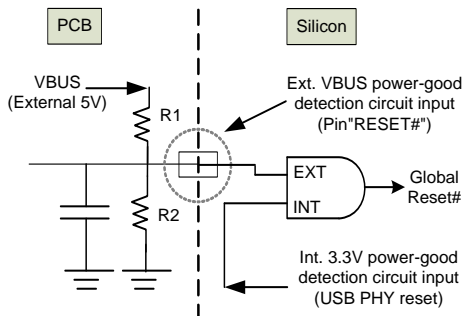 PCB
Silicon
VBUS
(External 5V)
R1
Ext. VBUS power-good
detection circuit input
(Pin"RESET#")
EXT
INT
Global
Reset#
R2
Int. 3.3V power-good
detection circuit input
(USB PHY reset)